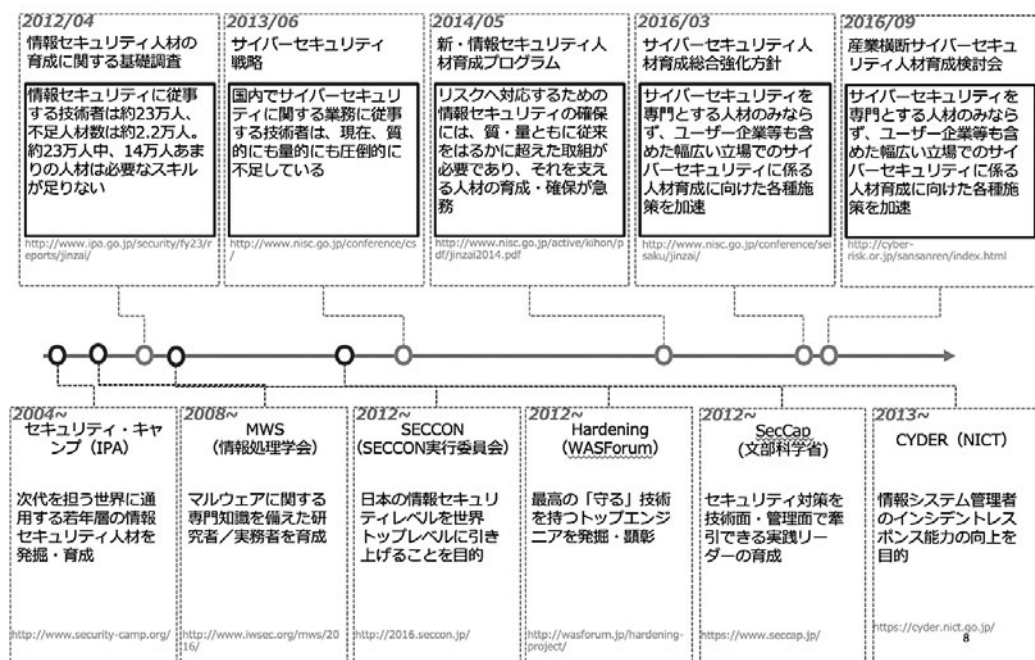 2012/04
情報セキュリティ人材の
育成に関する基礎調査
情報セキュリティに従事
する技術者は約23万人、
不足人材数は約2.2万人。
約23万人中、14万人あま
りの人材は必要なスキル
が足りない
http://www.ipa.go.jp/security/fy23/r
eports/jinzai/
2013/06
サイバーセキュリティ
戦略
国内でサイバーセキュリ
ティに関する業務に従事
する技術者は、現在、質
的にも量的にも圧倒的に
不足している
http://www.nisc.go.jp/conference/cs
/
2014/05
新・情報セキュリティ人
材育成プログラム
リスクへ対応するための
情報セキュリティの確保
には、質・量ともに従来
をはるかに超えた取組が
必要であり、それを支え
る人材の育成・確保が急
務
http://www.nisc.go.jp/active/kihon/p
df/jinzai2014.pdf
2016/03
サイバーセキュリティ人
材育成総合強化方針
サイバーセキュリティを
専門とする人材のみなら
ず、ユーザー企業等も含
めた幅広い立場でのサイ
バーセキュリティに係る
人材育成に向けた各種施
策を加速
http://www.nisc.go.jp/conference/sei
saku/jinzai/
2016/09
産業横断サイバーセキュ
リティ人材育成検討会
サイバーセキュリティを
専門とする人材のみなら
ず、ユーザー企業等も含
めた幅広い立場でのサイ
バーセキュリティに係る
人材育成に向けた各種施
策を加速
http://cyber-
risk.or.jp/sansanren/index.html
2004~
セキュリティ・キャ
ンプ（IPA）
次代を担う世界に通
用する若年層の情報
セキュリティ人材を
発掘・育成
http://www.security-camp.org/
2008~
MWS
（情報処理学会）
マルウェアに関する
専門知識を備えた研
究者／実務者を育成
http://www.iwsec.org/mws/20
16/
2012~
SECCON
（SECCON実行委員会）
日本の情報セキュリ
ティレベルを世界
トップレベルに引き
上げることを目的
http://2016.seccon.jp/
2012~
Hardening
（WASForum）
最高の「守る」技術
を持つトップエンジ
ニアを発掘・顕彰
http://wasforum.jp/hardening-
project/
2012~
SecCap
（文部科学省）
セキュリティ対策を
技術面・管理面で牽
引できる実践リー
ダーの育成
https://www.seccap.jp/
2013~
CYDER（NICT）
情報システム管理者
のインシデントレス
ポンス能力の向上を
目的
https://cyder.nict.go.jp/
8